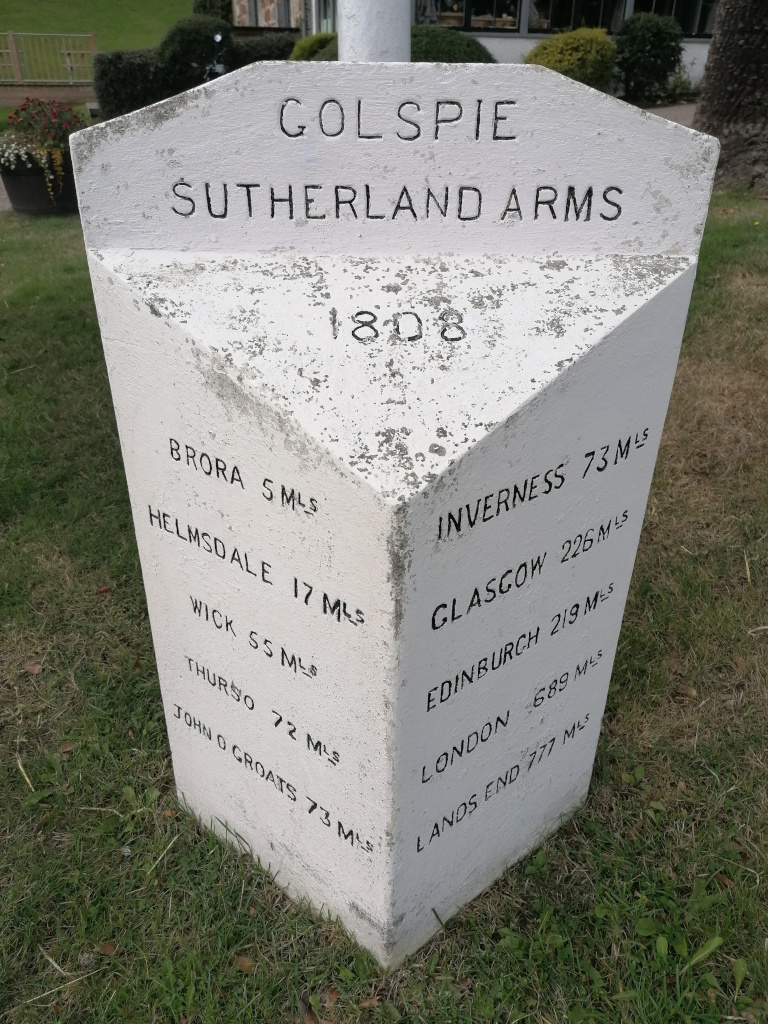 GOLSPIE
SUTHERLAND ARMS
1808
BRORA 5 MLS
HELMSDALE 17 MLS
WICK 55 MLS
THURSO 72 MLS
JOHN O GROATS 73 MLS
INVERNESS 73 MLS
GLASGOW 226 MLS
EDINBURGH 219 MLS
LONDON 689 MLS
LANDS END 777 MLS